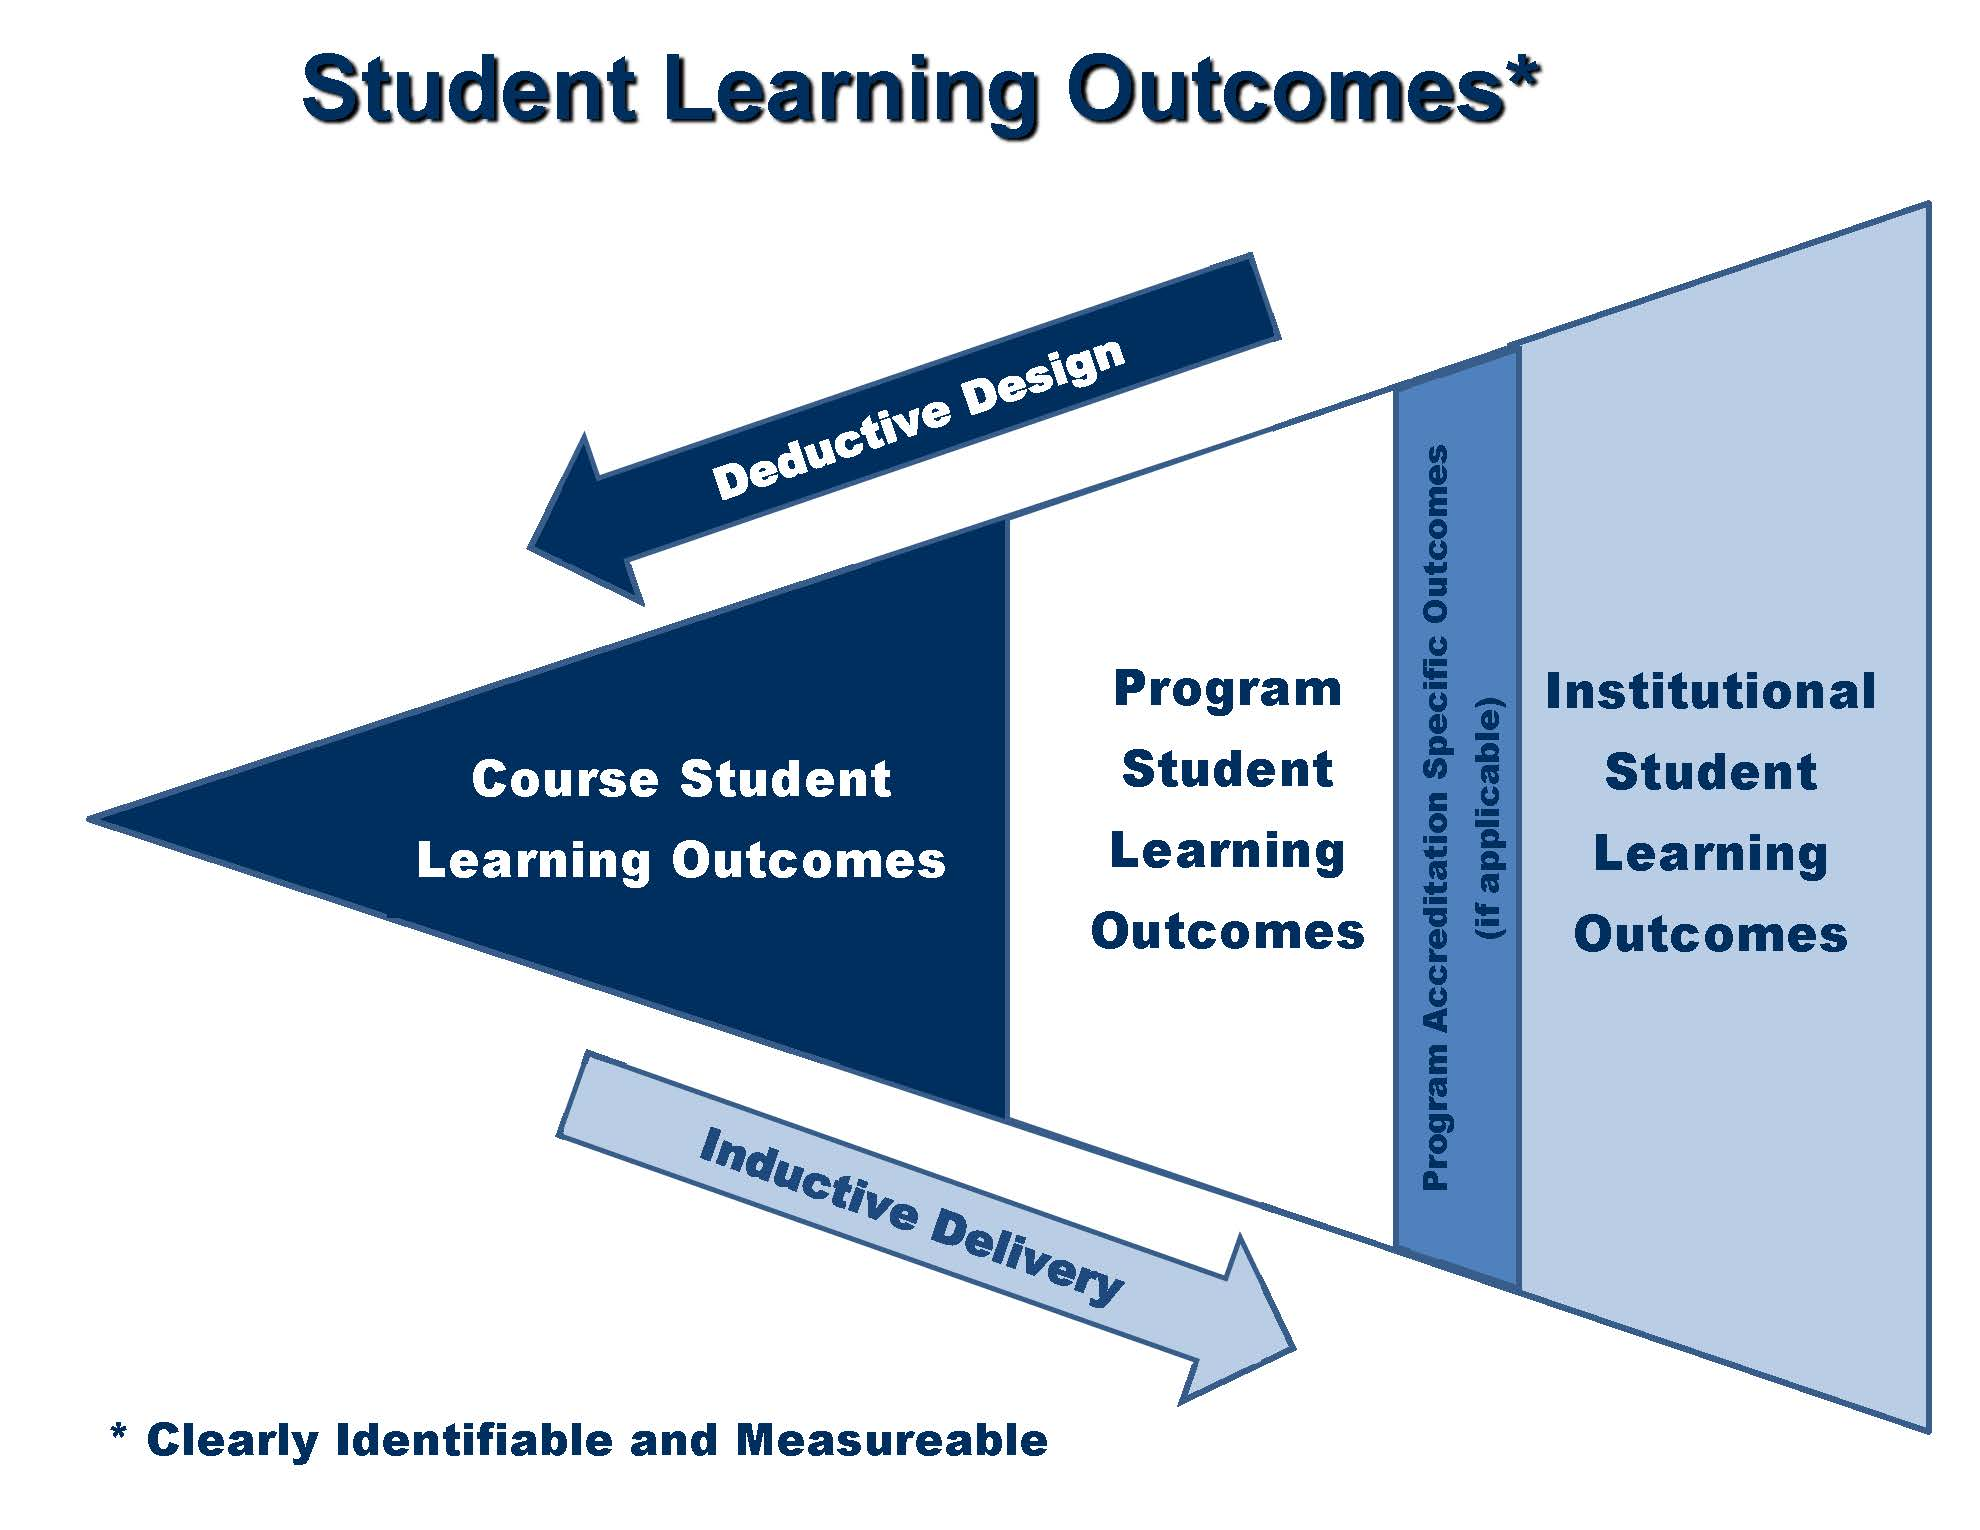 Student Learning Outcomes*
Deductive Design
Course Student
Learning Outcomes
Program
Student
Learning
Outcomes
Program Accreditation Specific Outcomes
(if applicable)
Institutional
Student
Learning
Outcomes
Inductive Delivery
* Clearly Identifiable and Measureable